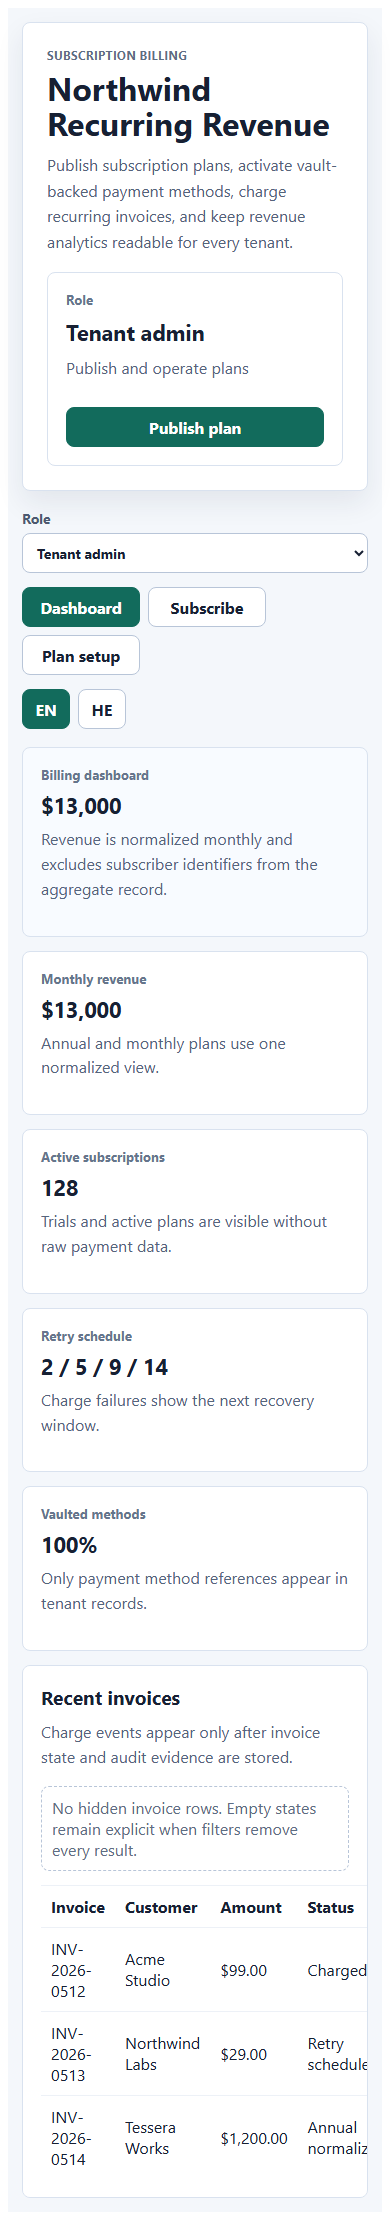 SUBSCRIPTION BILLING
Northwind
Recurring Revenue
Publish subscription plans, activate vault-
backed payment methods, charge
recurring invoices, and keep revenue
analytics readable for every tenant.
Role
Tenant admin
Publish and operate plans
Publish plan
Role
Tenant admin
Dashboard
Subscribe
Plan setup
EN
HE
Billing dashboard
$13,000
Revenue is normalized monthly and
excludes subscriber identifiers from the
aggregate record.
Monthly revenue
$13,000
Annual and monthly plans use one
normalized view.
Active subscriptions
128
Trials and active plans are visible without
raw payment data.
Retry schedule
2 / 5 / 9 / 14
Charge failures show the next recovery
window.
Vaulted methods
100%
Only payment method references appear in
tenant records.
Recent invoices
Charge events appear only after invoice
state and audit evidence are stored.
No hidden invoice rows. Empty states
remain explicit when filters remove
every result.
Invoice Customer Amount Status
INV-2026-0512 Acme Studio $99.00 Charged
INV-2026-0513 Northwind Labs $29.00 Retry schedule
INV-2026-0514 Tessera Works $1,200.00 Annual normaliz